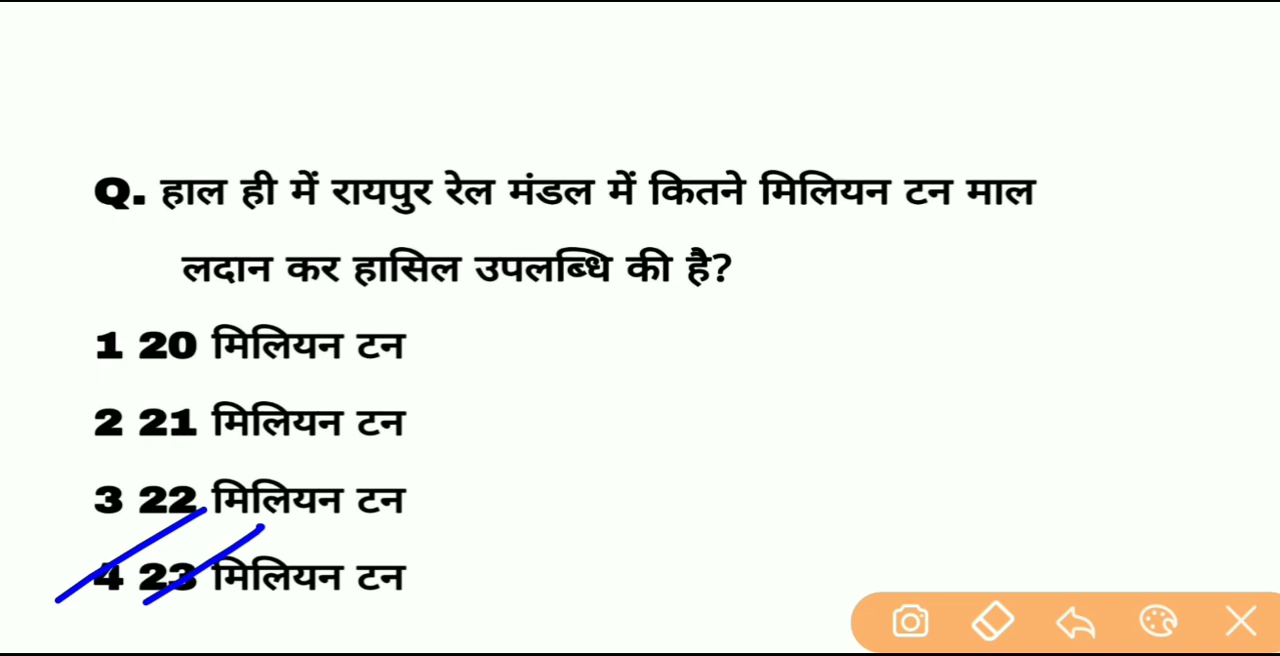 Q. हाल ही में रायपुर रेल मंडल में कितने मिलियन टन माल
लदान कर हासिल उपलब्धि की है?
1 20 मिलियन टन
2 21 मिलियन टन
3 22 मिलियन टन
4 23 मिलियन टन